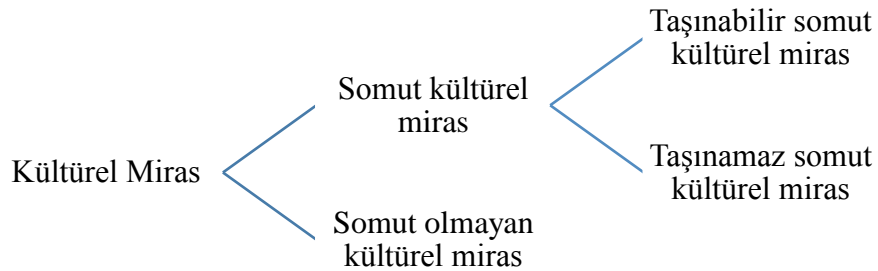 Taşınabilir somut
kültürel miras
Somut kültürel
miras
Kültürel Miras
Taşınamaz somut
kültürel miras
Somut olmayan
kültürel miras